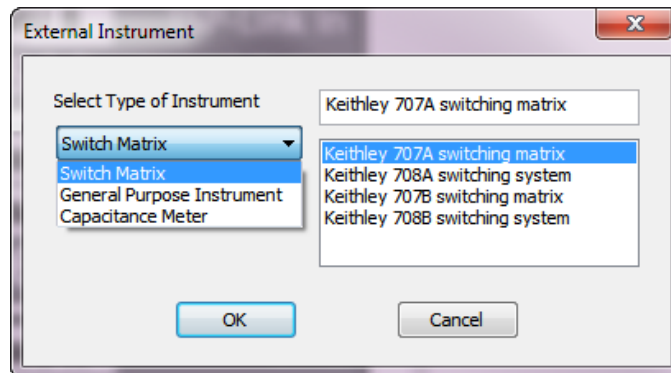 External Instrument
Select Type of Instrument
Keithley 707A switching matrix
Switch Matrix
Switch Matrix
General Purpose Instrument
Capacitance Meter
Keithley 707A switching matrix
Keithley 708A switching system
Keithley 707B switching matrix
Keithley 708B switching system
OK
Cancel